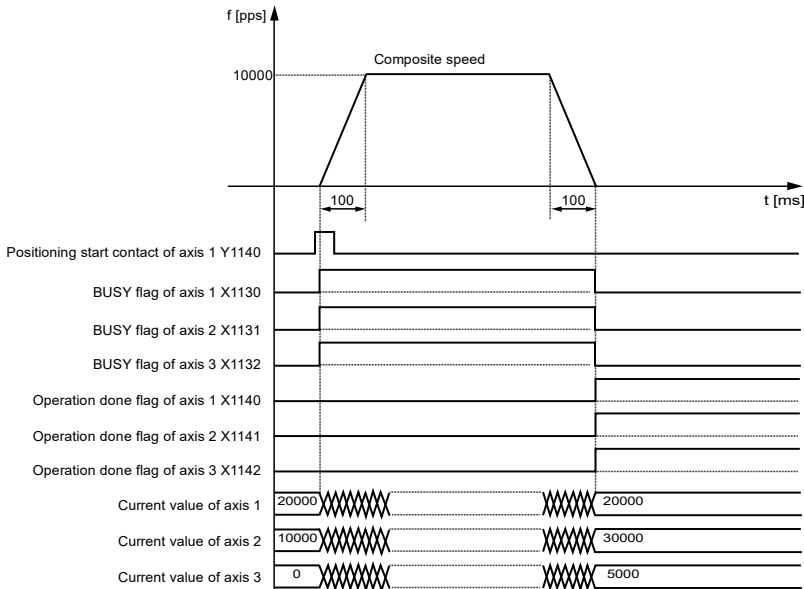 f [pps]
Composite speed
10000
100 100 t [ms]
Positioning start contact of axis 1 Y1140
BUSY flag of axis 1 X1130
BUSY flag of axis 2 X1131
BUSY flag of axis 3 X1132
Operation done flag of axis 1 X1140
Operation done flag of axis 2 X1141
Operation done flag of axis 3 X1142
Current value of axis 1 20000 20000
Current value of axis 2 10000 30000
Current value of axis 3 0 5000